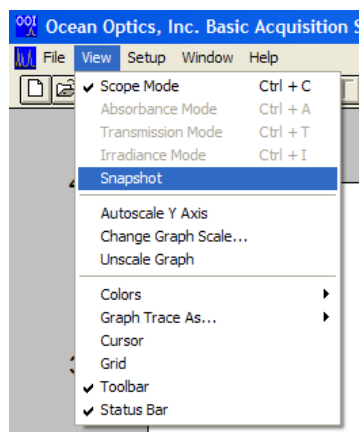 OOI Ocean Optics, Inc. Basic Acquisition S
File View Setup Window Help
Scope Mode Ctrl + C
Absorbance Mode Ctrl + A
Transmission Mode Ctrl + T
Irradiance Mode Ctrl + I
Snapshot
Autoscale Y Axis
Change Graph Scale...
Unscale Graph
Colors
Graph Trace As...
Cursor
Grid
Toolbar
Status Bar